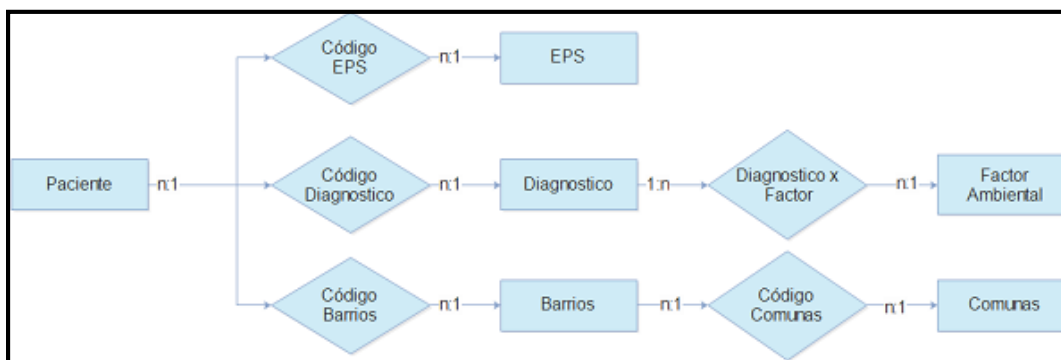 Código
EPS
n:1
EPS
Paciente
n:1
Código
Diagnostico
n:1
Diagnostico
1:n
Diagnostico x
Factor
n:1
Factor
Ambiental
Código
Barrios
n:1
Barrios
n:1
Código
Comunas
n:1
Comunas